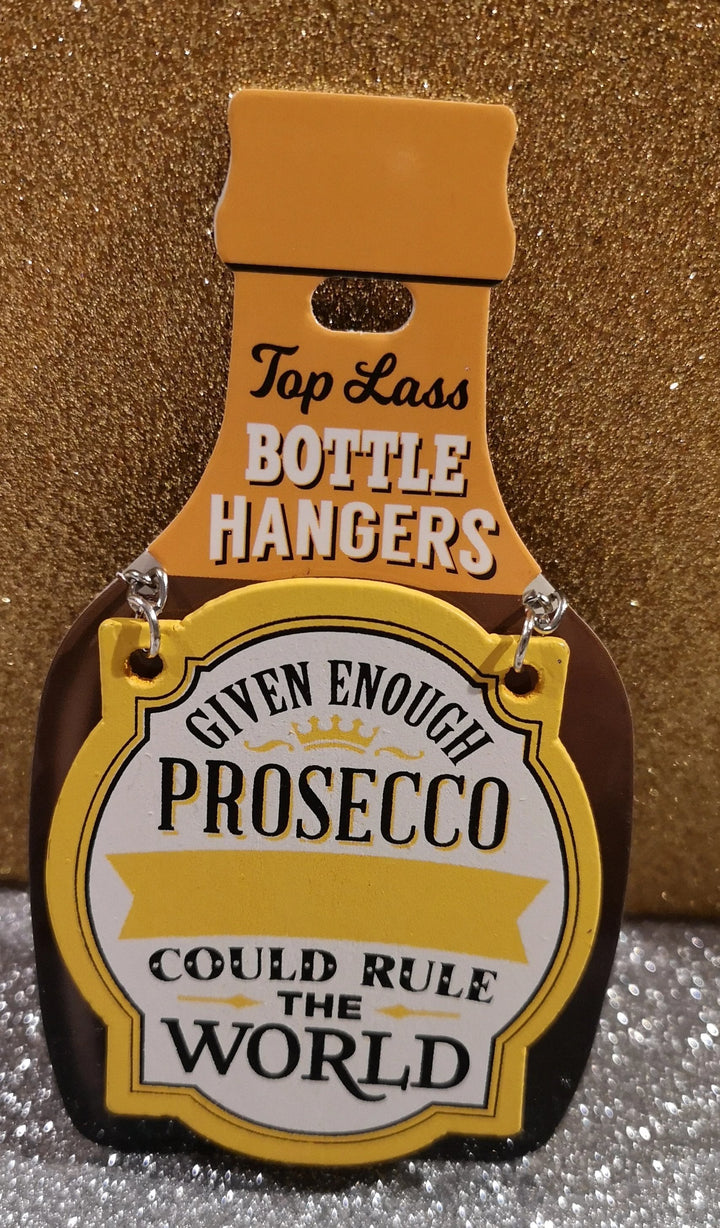 Top Lass
BOTTLE
HANGERS
GIVEN ENOUGH
PROSECCO
COULD RULE
THE
WORLD